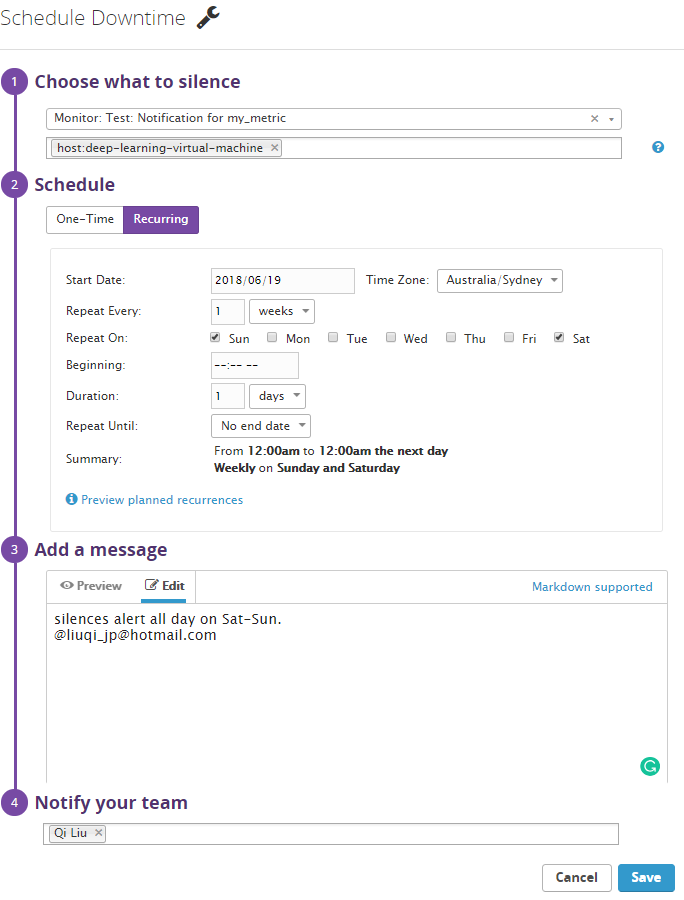 Schedule Downtime
1 Choose what to silence
Monitor: Test: Notification for my_metric ×
host:deep-learning-virtual-machine ×
?
2 Schedule
One-Time Recurring
Start Date: 2018/06/19 Time Zone: Australia/Sydney
Repeat Every: 1 weeks
Repeat On: Sun Mon Tue Wed Thu Fri Sat
Beginning: --:-- --
Duration: 1 days
Repeat Until: No end date
Summary: From 12:00am to 12:00am the next day
Weekly on Sunday and Saturday
Preview planned recurrences
3 Add a message
Preview Edit Markdown supported
silences alert all day on Sat-Sun.
@liuqi_jp@hotmail.com
4 Notify your team
Qi Liu ×
Cancel Save